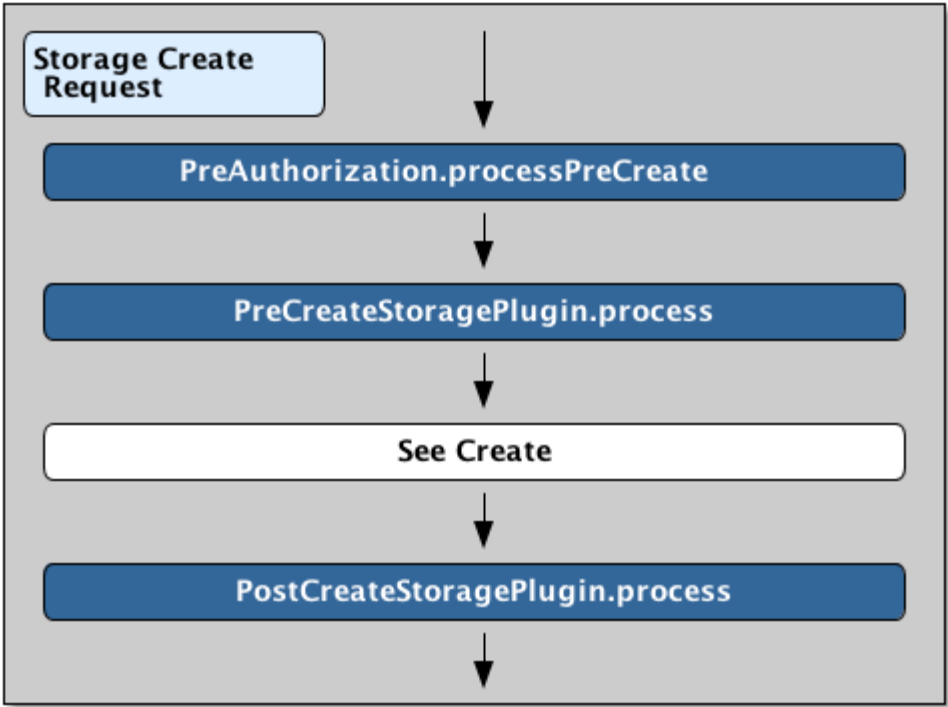 Storage Create
Request
PreAuthorization.processPreCreate
PreCreateStoragePlugin.process
See Create
PostCreateStoragePlugin.process